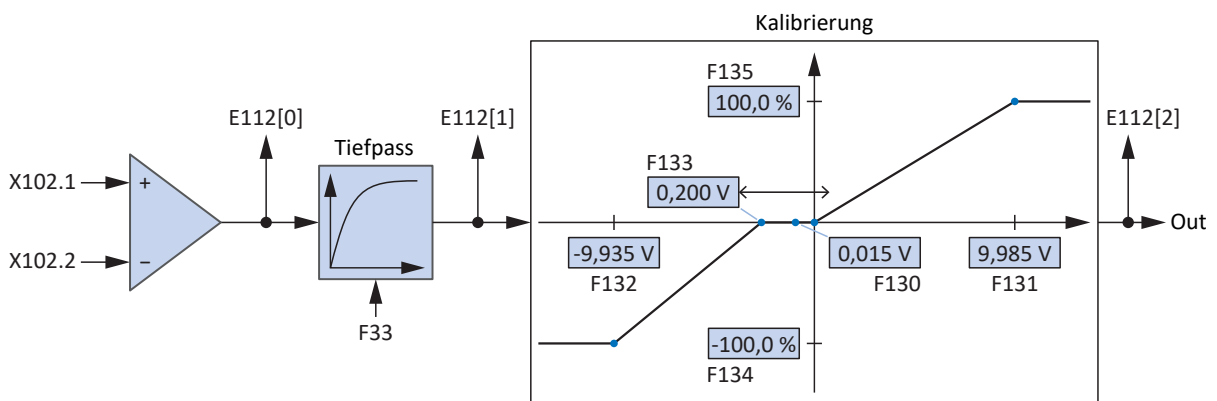 Kalibrierung
F135
100,0 %
E112[0]
E112[1]
E112[2]
Tiefpass
F133
X102.1
+
0,200 V
Out
X102.2
−
-9,935 V
0,015 V
9,985 V
F132
F130
F131
F33
-100,0 %
F134